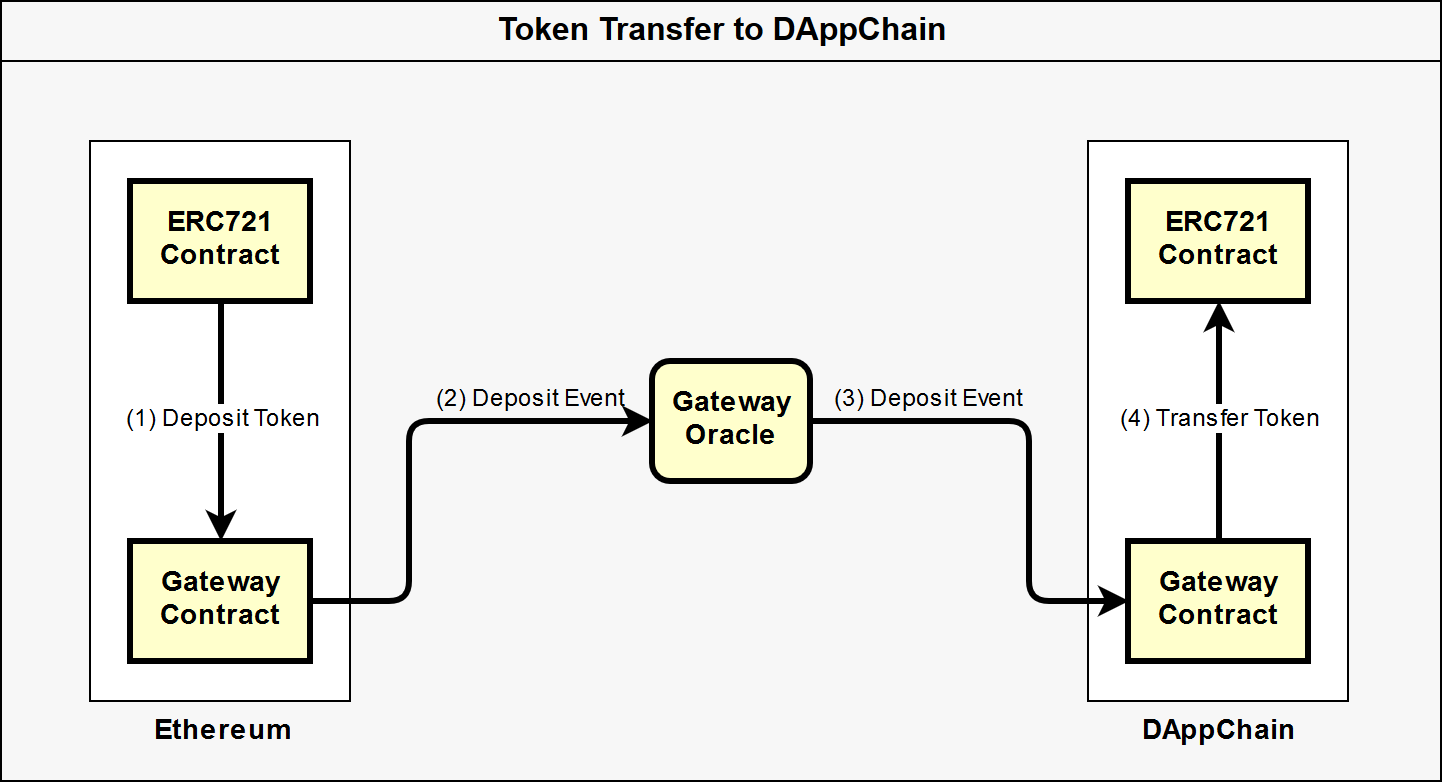 Token Transfer to DAppChain
ERC721
Contract
(1) Deposit Token
Gateway
Contract
Ethereum
(2) Deposit Event
Gateway
Oracle
(3) Deposit Event
ERC721
Contract
(4) Transfer Token
Gateway
Contract
DAppChain